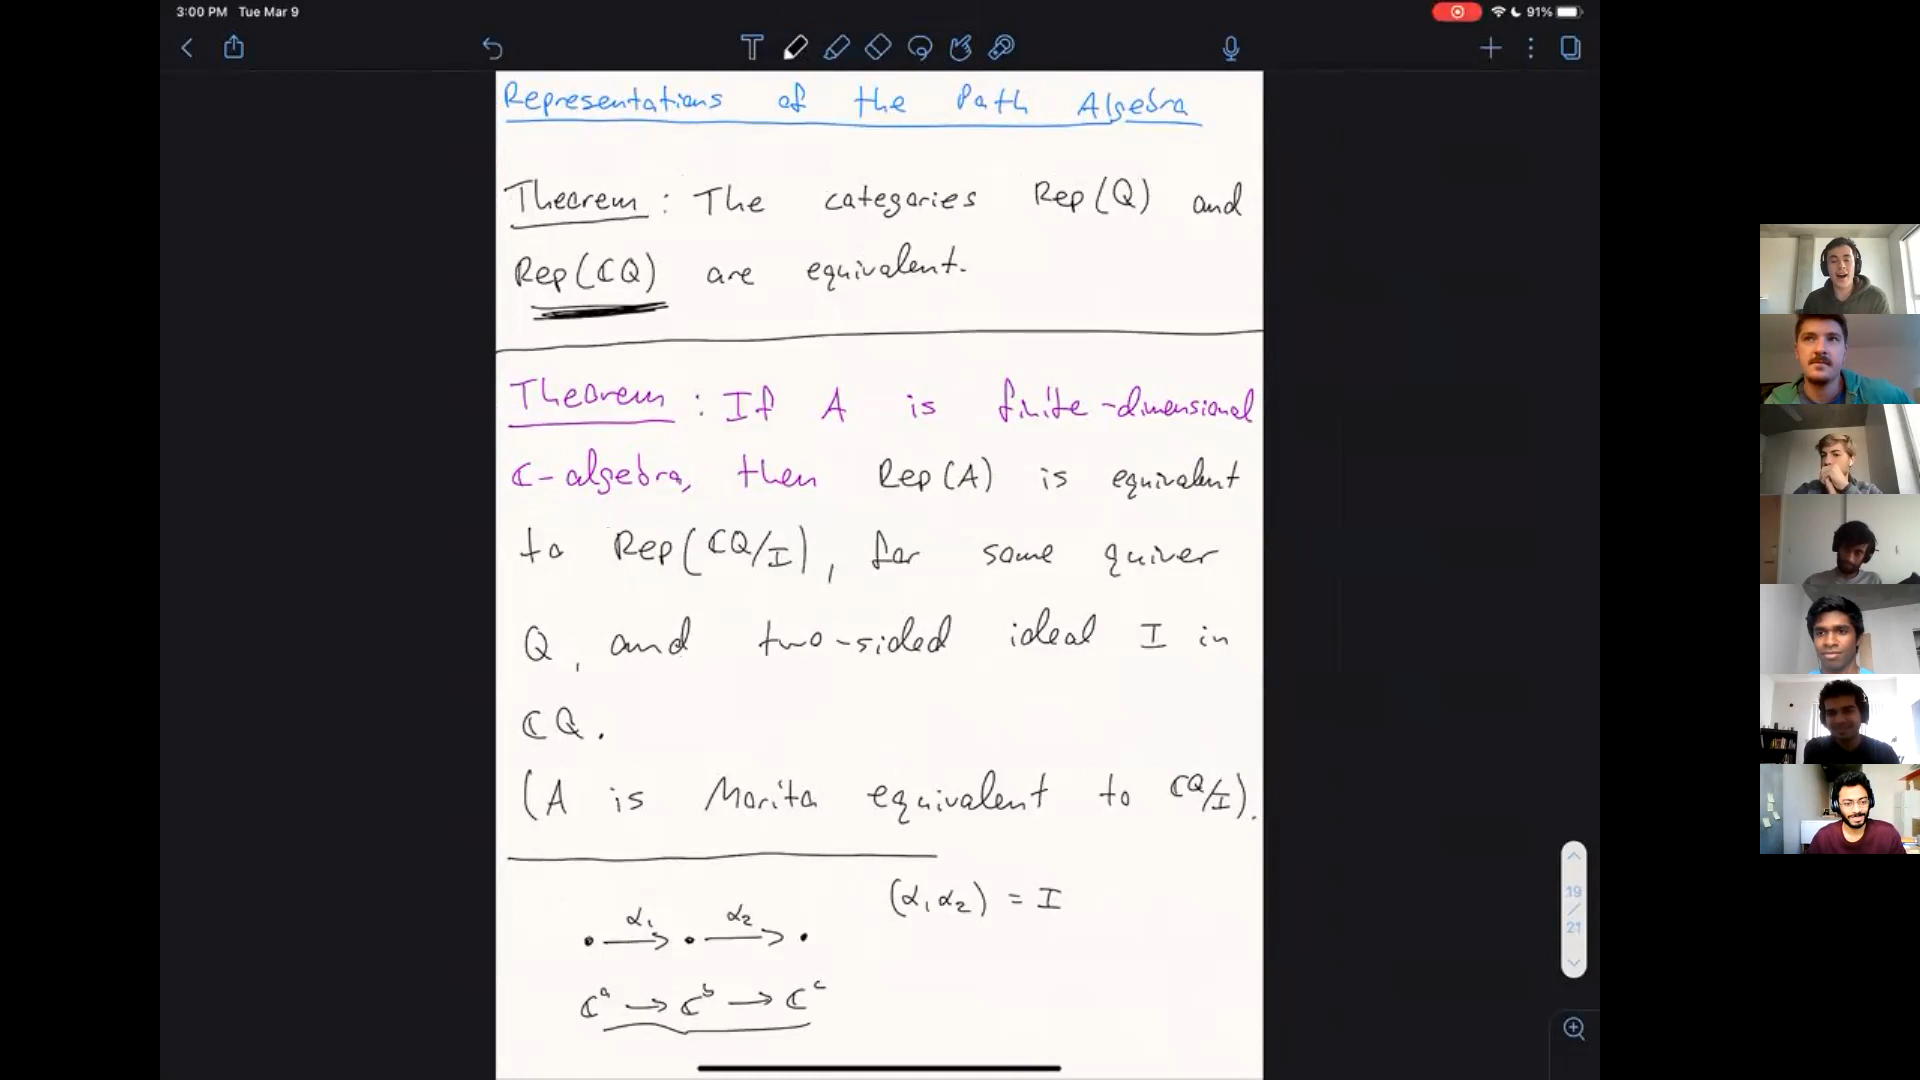 3:00 PM Tue Mar 9
91%
Representations of the Path Algebra
Theorem : The categories Rep(Q) and
Rep(ℂQ) are equivalent.
Theorem : If A is finite-dimensional
ℂ-algebra, then Rep(A) is equivalent
to Rep(ℂQ/I), for some quiver
Q, and two-sided ideal I in
ℂQ.
(A is Morita equivalent to ℂQ/I).
(α₁α₂) = I
α₁ α₂
• → • → •
ℂᵃ → ℂᵇ → ℂᶜ
19
/
21